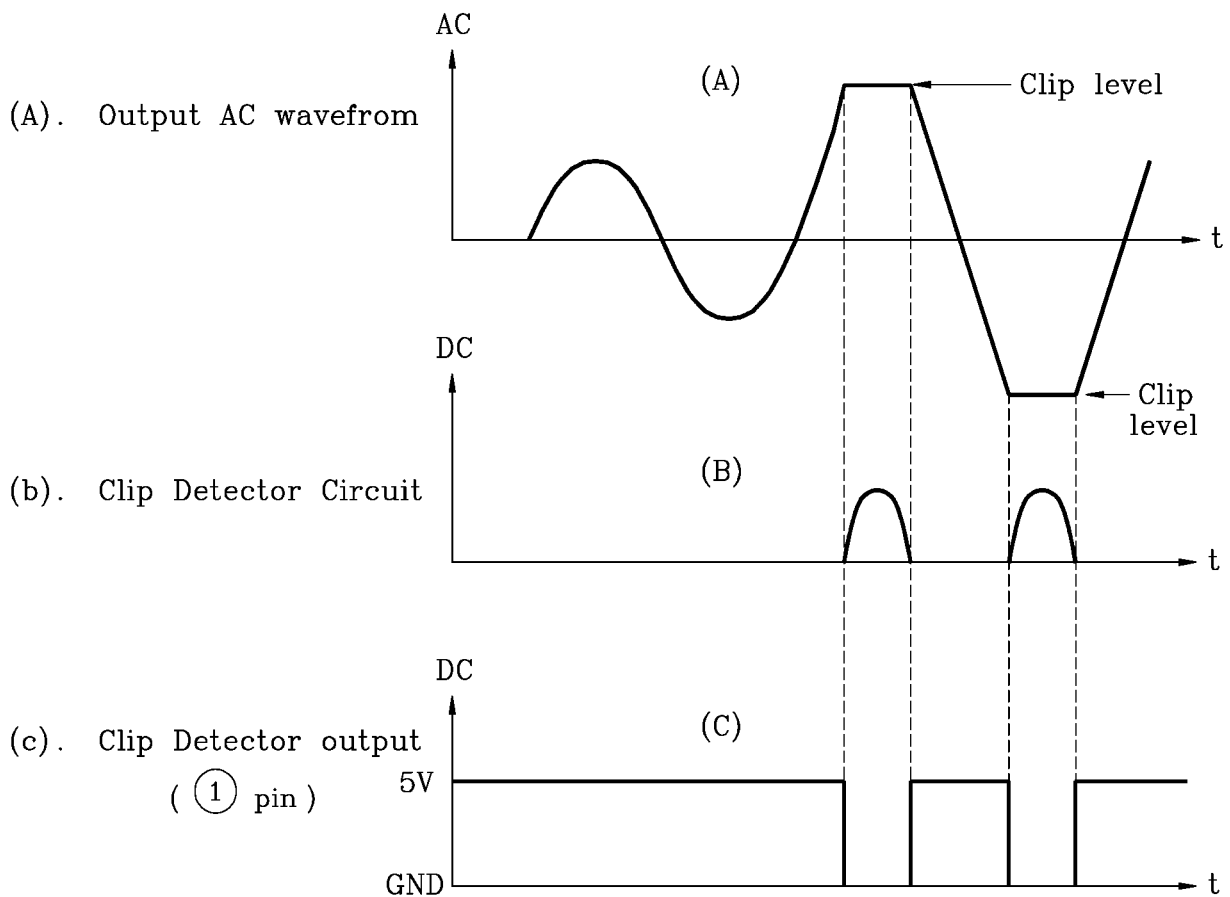 AC
(A)
Clip level
(A). Output AC wavefrom
t
DC
Clip
level
(B)
(b). Clip Detector Circuit
t
DC
(C)
(c). Clip Detector output
( 1 pin )
5V
GND
t